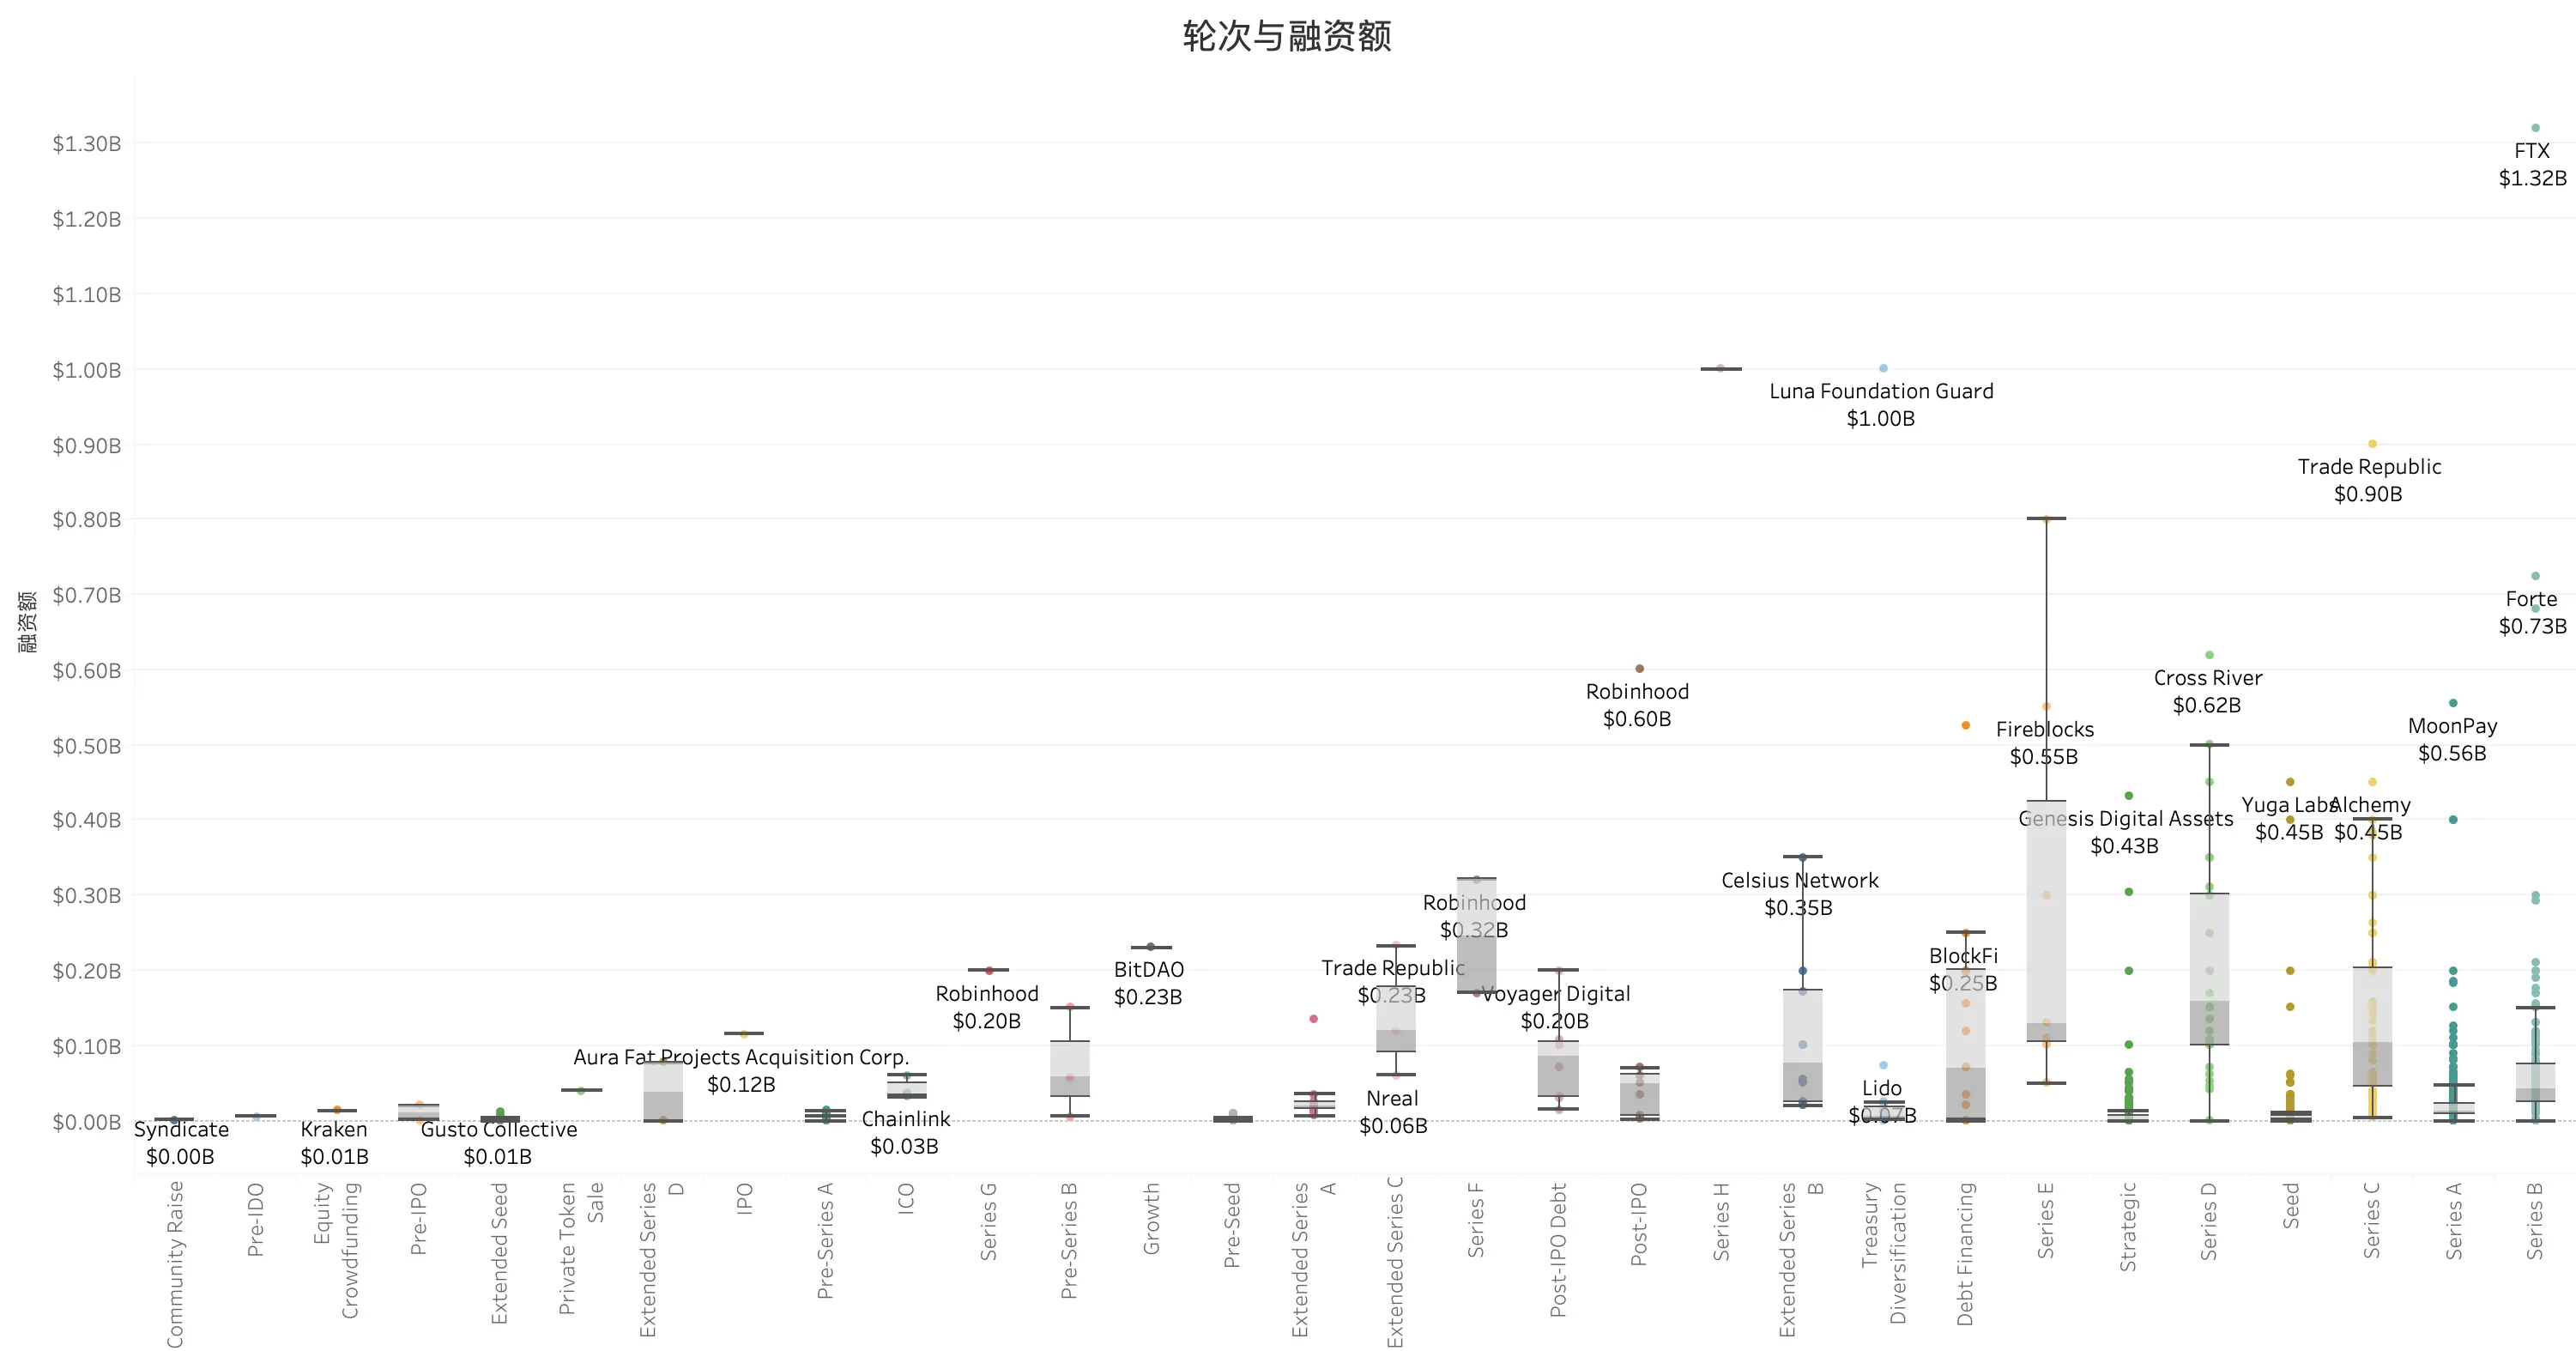 轮次与融资额
融资额
$1.30B
$1.20B
$1.10B
$1.00B
$0.90B
$0.80B
$0.70B
$0.60B
$0.50B
$0.40B
$0.30B
$0.20B
$0.10B
$0.00B
FTX
$1.32B
Luna Foundation Guard
$1.00B
Trade Republic
$0.90B
Forte
$0.73B
Robinhood
$0.60B
Cross River
$0.62B
Fireblocks
$0.55B
MoonPay
$0.56B
Genesis Digital Assets
$0.43B
Yuga Labs
$0.45B
Alchemy
$0.45B
Celsius Network
$0.35B
Robinhood
$0.32B
BlockFi
$0.25B
Trade Republic
$0.23B
BitDAO
$0.23B
Robinhood
$0.20B
Voyager Digital
$0.20B
Aura Fat Projects Acquisition Corp.
$0.12B
Lido
$0.07B
Nreal
$0.06B
Chainlink
$0.03B
Syndicate
$0.00B
Kraken
$0.01B
Gusto Collective
$0.01B
Community Raise
Pre-IDO
Equity
Crowdfunding
Pre-IPO
Extended Seed
Private Token
Sale
Extended Series
D
IPO
Pre-Series A
ICO
Series G
Pre-Series B
Growth
Pre-Seed
Extended Series
A
Extended Series C
Series F
Post-IPO Debt
Post-IPO
Series H
Extended Series
B
Treasury
Diversification
Debt Financing
Series E
Strategic
Series D
Seed
Series C
Series A
Series B